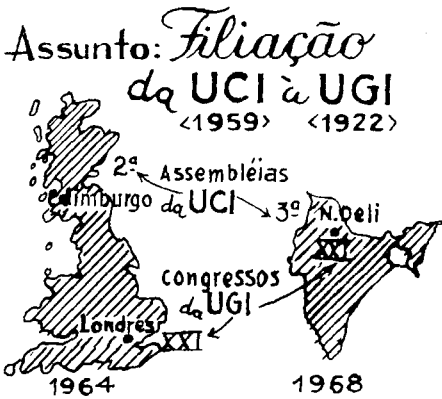 Assunto: Filiação
da UCI à UGI
<1959> <1922>
2ª Assembléias
Edimburgo da UCI 3ª N. Deli
XXI
Congressos
da UGI
Londres XXI
1964 1968